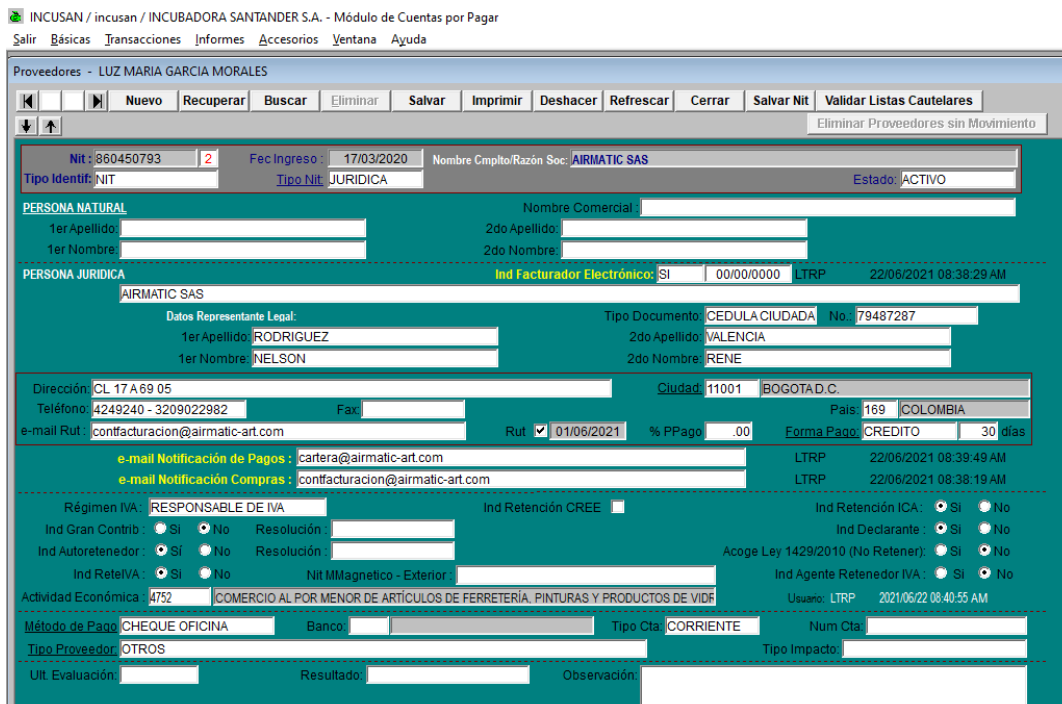 INCUSAN / incusan / INCUBADORA SANTANDER S.A. - Módulo de Cuentas por Pagar
Salir Básicas Transacciones Informes Accesorios Ventana Ayuda
Proveedores - LUZ MARIA GARCIA MORALES
Nuevo Recuperar Buscar Eliminar Salvar Imprimir Deshacer Refrescar Cerrar Salvar Nit Validar Listas Cautelares
Eliminar Proveedores sin Movimiento
Nit : 860450793 2 Fec Ingreso : 17/03/2020 Nombre Cmplto/Razón Soc: AIRMATIC SAS
Tipo Identif: NIT Tipo Nit: JURIDICA Estado: ACTIVO
PERSONA NATURAL Nombre Comercial :
1er Apellido: 2do Apellido:
1er Nombre: 2do Nombre:
PERSONA JURIDICA Ind Facturador Electrónico: SI 00/00/0000 LTRP 22/06/2021 08:38:29 AM
AIRMATIC SAS
Datos Representante Legal: Tipo Documento: CEDULA CIUDADA No.: 79487287
1er Apellido: RODRIGUEZ 2do Apellido: VALENCIA
1er Nombre: NELSON 2do Nombre: RENE
Dirección: CL 17 A 69 05 Ciudad: 11001 BOGOTA D.C.
Teléfono: 4249240 - 3209022982 Fax: Pais: 169 COLOMBIA
e-mail Rut : contfacturacion@airmatic-art.com Rut 01/06/2021 % PPago .00 Forma Pago: CREDITO 30 días
e-mail Notificación de Pagos : cartera@airmatic-art.com LTRP 22/06/2021 08:39:49 AM
e-mail Notificación Compras : contfacturacion@airmatic-art.com LTRP 22/06/2021 08:38:19 AM
Régimen IVA: RESPONSABLE DE IVA Ind Retención CREE Ind Retención ICA: Si No
Ind Gran Contrib : Si No Resolución : Ind Declarante : Si No
Ind Autoretenedor : Sí No Resolución : Acoge Ley 1429/2010 (No Retener): Si No
Ind ReteIVA : Si No Nit MMagnetico - Exterior : Ind Agente Retenedor IVA : Si No
Actividad Económica : 4752 COMERCIO AL POR MENOR DE ARTÍCULOS DE FERRETERÍA, PINTURAS Y PRODUCTOS DE VIDR Usuario: LTRP 2021/06/22 08:40:55 AM
Método de Pago CHEQUE OFICINA Banco: Tipo Cta: CORRIENTE Num Cta:
Tipo Proveedor: OTROS Tipo Impacto:
Ult. Evaluación: Resultado: Observación: